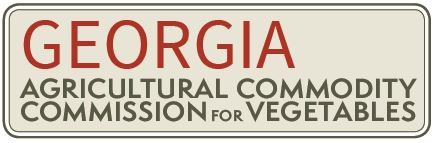 GEORGIA
AGRICULTURAL COMMODITY
COMMISSION FOR VEGETABLES